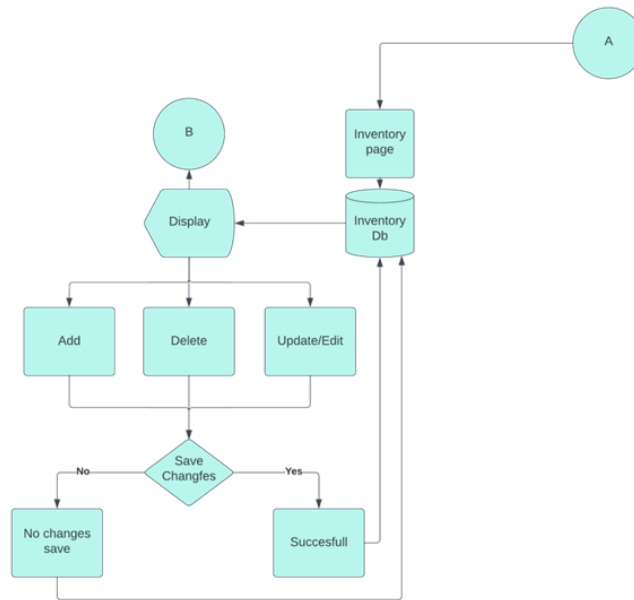 A
Inventory
page
B
Display
Inventory
Db
Add
Delete
Update/Edit
Save
Changfes
No
Yes
No changes
save
Succesfull